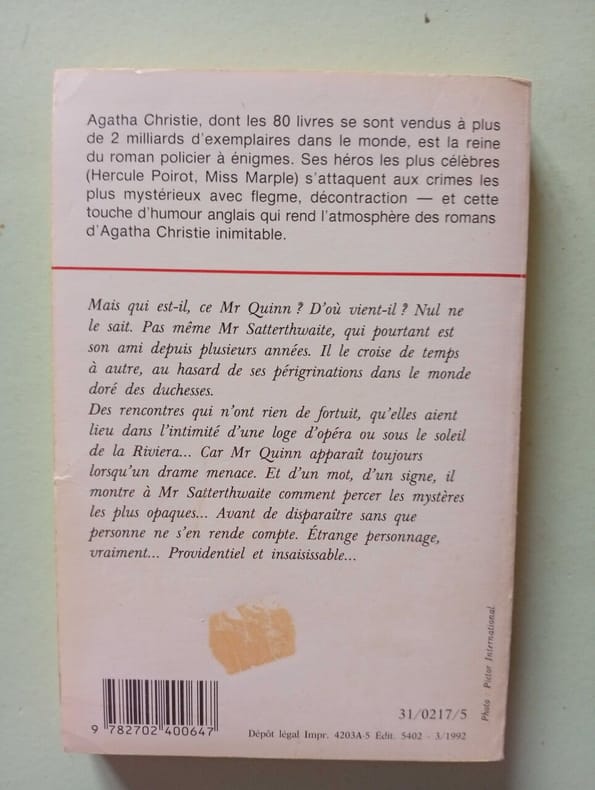 Agatha Christie, dont les 80 livres se sont vendus à plus
de 2 milliards d'exemplaires dans le monde, est la reine
du roman policier à énigmes. Ses héros les plus célèbres
(Hercule Poirot, Miss Marple) s'attaquent aux crimes les
plus mystérieux avec flegme, décontraction — et cette
touche d'humour anglais qui rend l'atmosphère des romans
d'Agatha Christie inimitable.
Mais qui est-il, ce Mr Quinn ? D'où vient-il ? Nul ne
le sait. Pas même Mr Satterthwaite, qui pourtant est
son ami depuis plusieurs années. Il le croise de temps
à autre, au hasard de ses périgrinations dans le monde
doré des duchesses.
Des rencontres qui n'ont rien de fortuit, qu'elles aient
lieu dans l'intimité d'une loge d'opéra ou sous le soleil
de la Riviera... Car Mr Quinn apparaît toujours
lorsqu'un drame menace. Et d'un mot, d'un signe, il
montre à Mr Satterthwaite comment percer les mystères
les plus opaques... Avant de disparaître sans que
personne ne s'en rende compte. Étrange personnage,
vraiment... Providentiel et insaisissable...
Photo : Pictor International
31/0217/5
9 782702 400647
Dépôt légal Impr. 4203A-5 Édit. 5402 - 3/1992